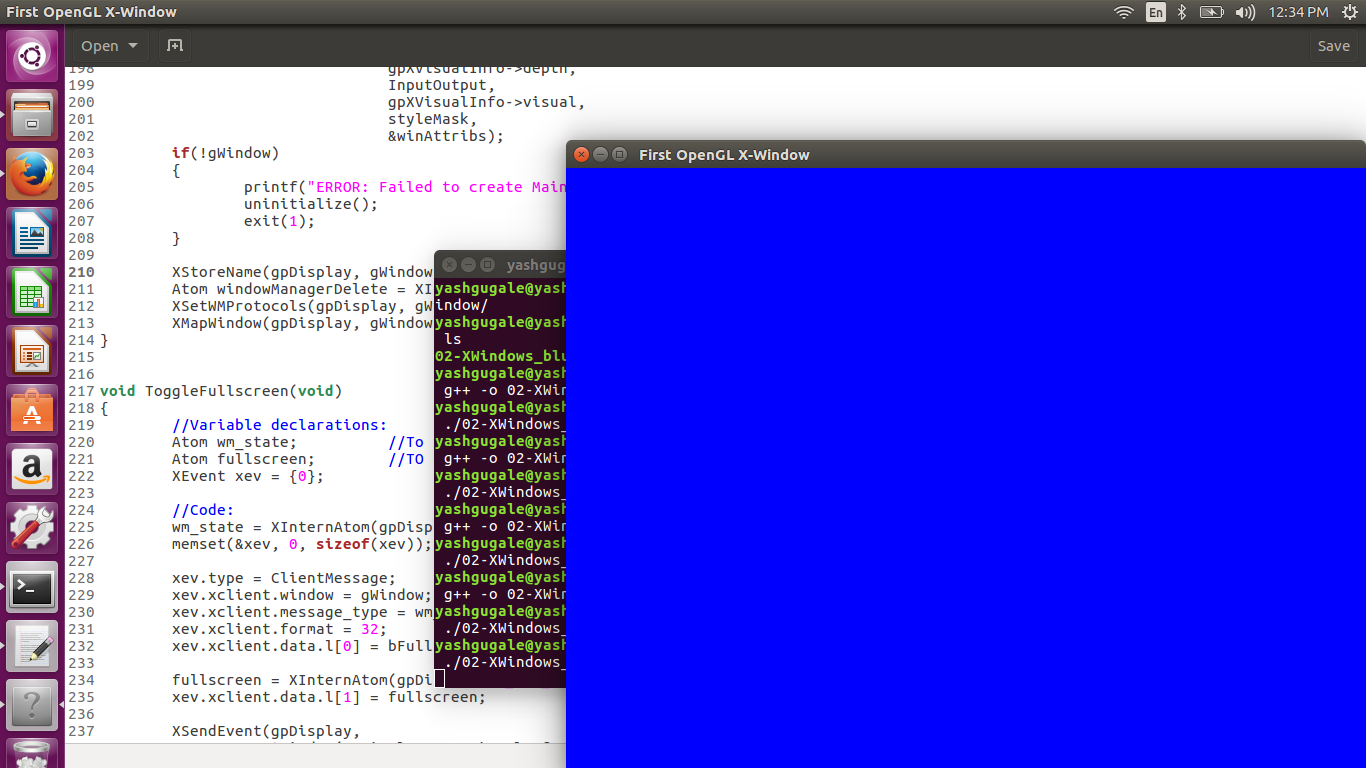 First OpenGL X-Window
En
12:34 PM
Open
Save
198 gpXVisualInfo->depth,
199 InputOutput,
200 gpXVisualInfo->visual,
201 styleMask,
202 &winAttribs);
203 if(!gWindow)
204 {
205 printf("ERROR: Failed to create Main
206 uninitialize();
207 exit(1);
208 }
209
210 XStoreName(gpDisplay, gWindow
211 Atom windowManagerDelete = XI
212 XSetWMProtocols(gpDisplay, gW
213 XMapWindow(gpDisplay, gWindow
214 }
215
216
217 void ToggleFullscreen(void)
218 {
219 //Variable declarations:
220 Atom wm_state; //To
221 Atom fullscreen; //TO
222 XEvent xev = {0};
223
224 //Code:
225 wm_state = XInternAtom(gpDisp
226 memset(&xev, 0, sizeof(xev));
227
228 xev.type = ClientMessage;
229 xev.xclient.window = gWindow;
230 xev.xclient.message_type = wm_
231 xev.xclient.format = 32;
232 xev.xclient.data.l[0] = bFull
233
234 fullscreen = XInternAtom(gpDi
235 xev.xclient.data.l[1] = fullscreen;
236
237 XSendEvent(gpDisplay,
yashgug
yashgugale@yash
indow/
yashgugale@yash
ls
02-XWindows_blu
yashgugale@yash
g++ -o 02-XWin
yashgugale@yash
./02-XWindows_
yashgugale@yash
g++ -o 02-XWin
yashgugale@yash
./02-XWindows_
yashgugale@yash
g++ -o 02-XWin
yashgugale@yash
./02-XWindows_
yashgugale@yash
g++ -o 02-XWin
yashgugale@yash
./02-XWindows_
yashgugale@yash
./02-XWindows_
First OpenGL X-Window